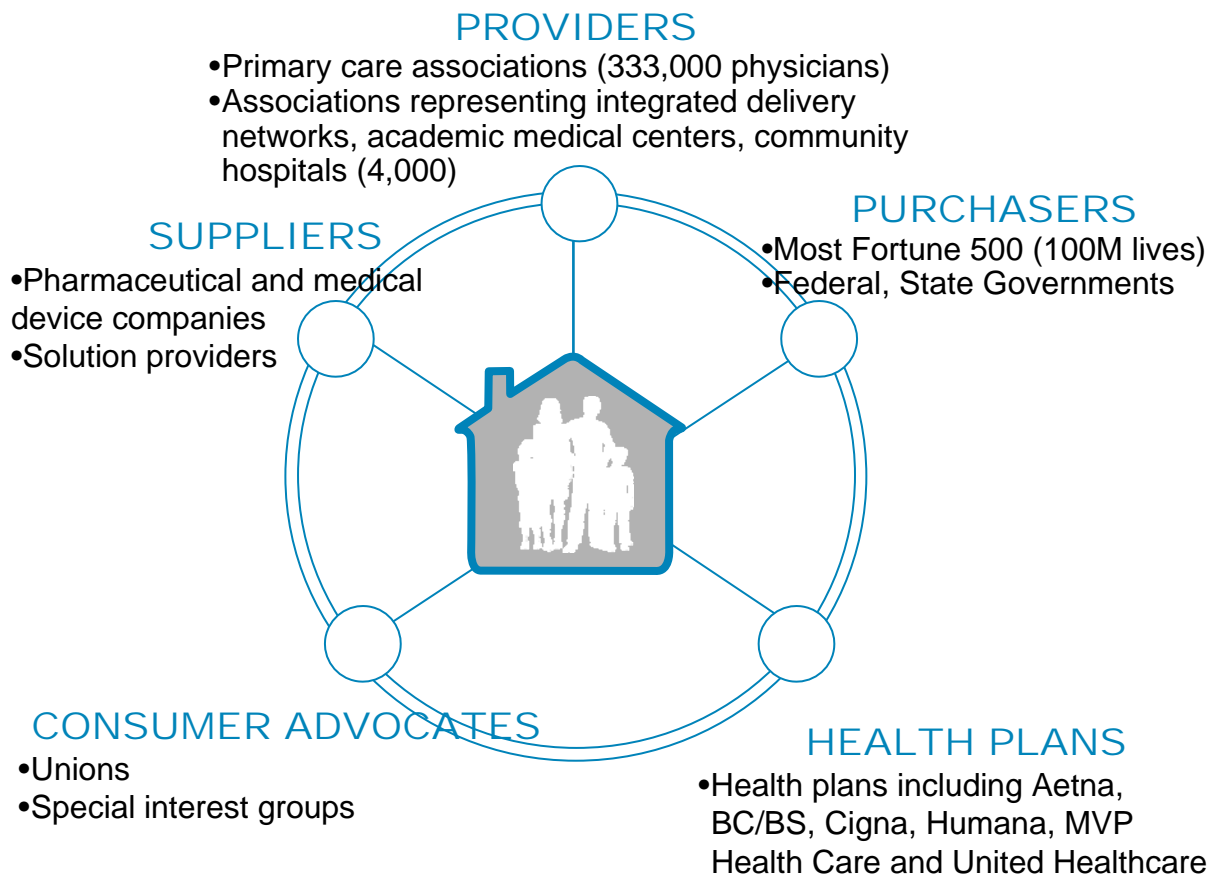 PROVIDERS
•Primary care associations (333,000 physicians)
•Associations representing integrated delivery
networks, academic medical centers, community
hospitals (4,000)
PURCHASERS
•Most Fortune 500 (100M lives)
•Federal, State Governments
SUPPLIERS
•Pharmaceutical and medical
device companies
•Solution providers
CONSUMER ADVOCATES
•Unions
•Special interest groups
HEALTH PLANS
•Health plans including Aetna,
BC/BS, Cigna, Humana, MVP
Health Care and United Healthcare